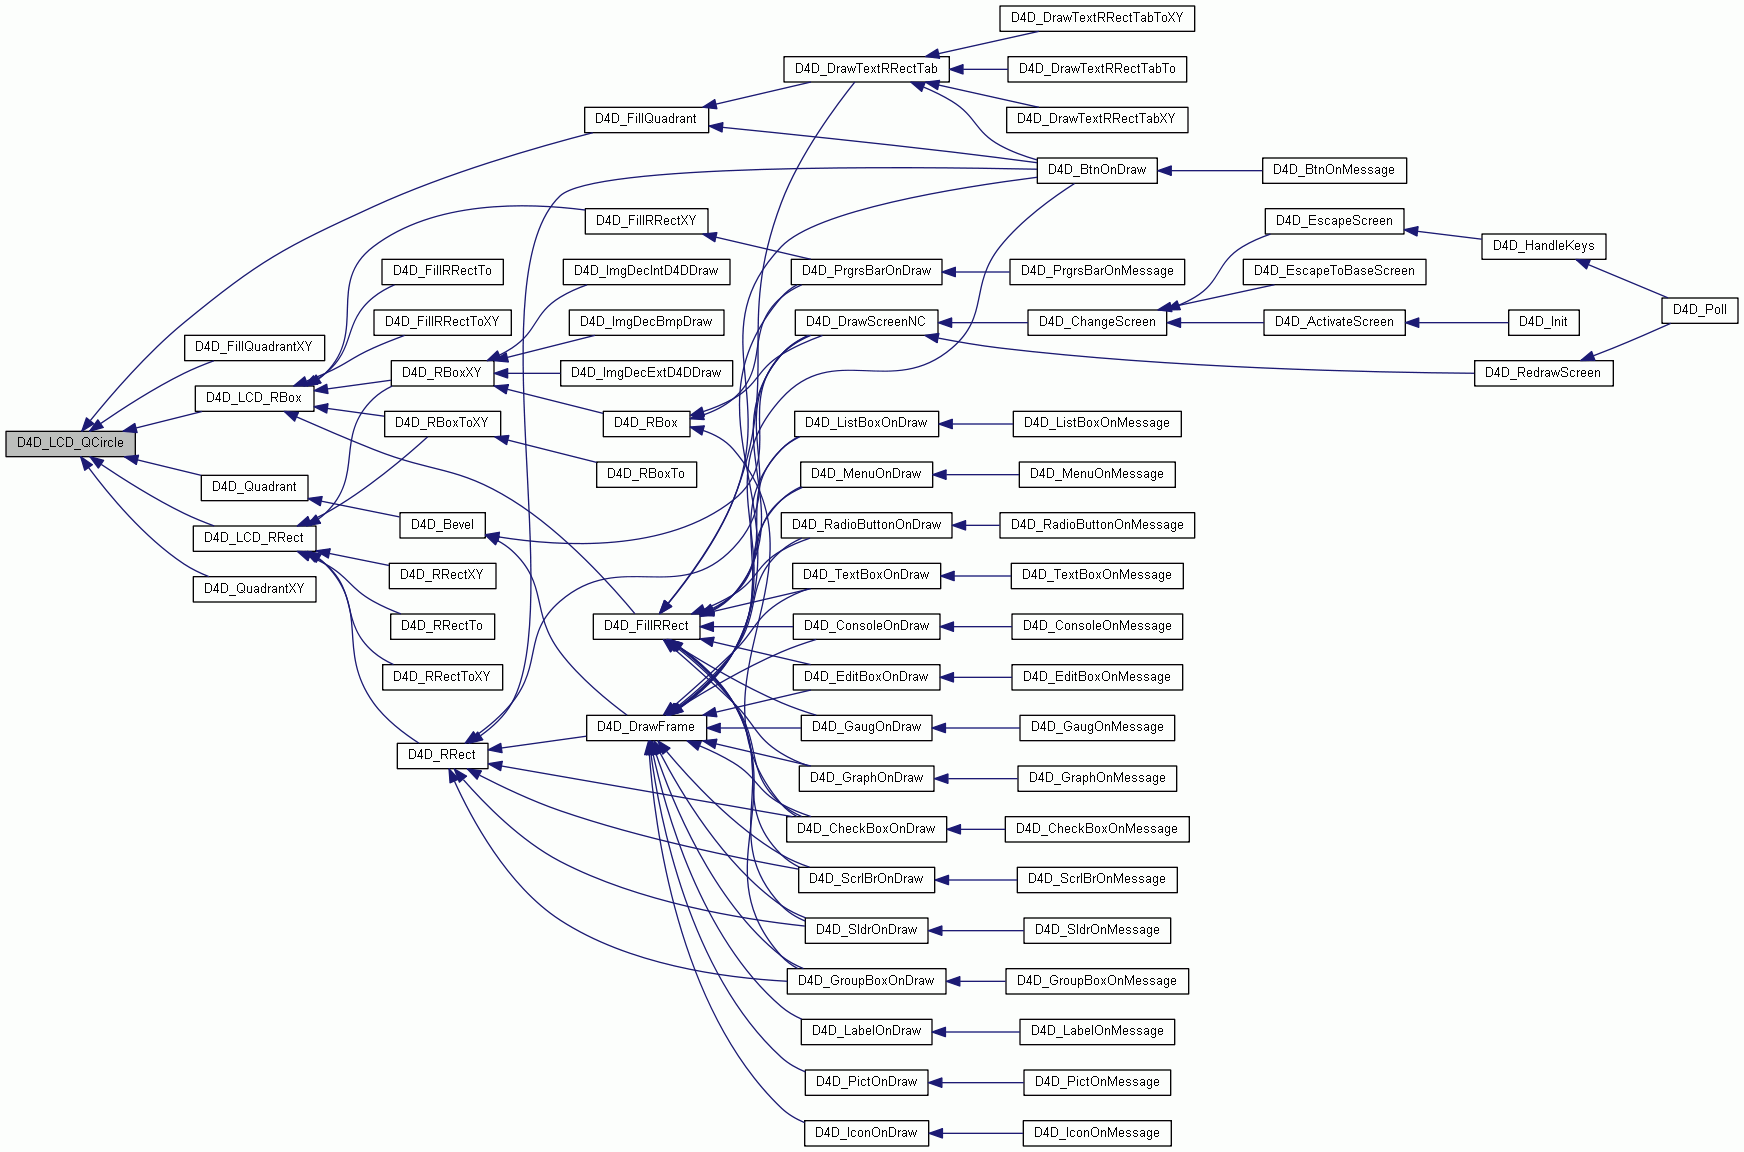 D4D_DrawTextRRectTabToXY
D4D_DrawTextRRectTab
D4D_DrawTextRRectTabTo
D4D_FillQuadrant
D4D_DrawTextRRectTabXY
D4D_BtnOnDraw
D4D_BtnOnMessage
D4D_FillRRectXY
D4D_EscapeScreen
D4D_HandleKeys
D4D_FillRRectTo
D4D_ImgDecIntD4DDraw
D4D_PrgrsBarOnDraw
D4D_PrgrsBarOnMessage
D4D_EscapeToBaseScreen
D4D_Poll
D4D_FillRRectToXY
D4D_ImgDecBmpDraw
D4D_DrawScreenNC
D4D_ChangeScreen
D4D_ActivateScreen
D4D_Init
D4D_FillQuadrantXY
D4D_RBoxXY
D4D_ImgDecExtD4DDraw
D4D_RedrawScreen
D4D_LCD_RBox
D4D_RBoxToXY
D4D_RBox
D4D_ListBoxOnDraw
D4D_ListBoxOnMessage
D4D_LCD_QCircle
D4D_RBoxTo
D4D_MenuOnDraw
D4D_MenuOnMessage
D4D_Quadrant
D4D_Bevel
D4D_RadioButtonOnDraw
D4D_RadioButtonOnMessage
D4D_LCD_RRect
D4D_RRectXY
D4D_TextBoxOnDraw
D4D_TextBoxOnMessage
D4D_QuadrantXY
D4D_RRectTo
D4D_FillRRect
D4D_ConsoleOnDraw
D4D_ConsoleOnMessage
D4D_RRectToXY
D4D_EditBoxOnDraw
D4D_EditBoxOnMessage
D4D_DrawFrame
D4D_GaugOnDraw
D4D_GaugOnMessage
D4D_RRect
D4D_GraphOnDraw
D4D_GraphOnMessage
D4D_CheckBoxOnDraw
D4D_CheckBoxOnMessage
D4D_ScrlBrOnDraw
D4D_ScrlBrOnMessage
D4D_SldrOnDraw
D4D_SldrOnMessage
D4D_GroupBoxOnDraw
D4D_GroupBoxOnMessage
D4D_LabelOnDraw
D4D_LabelOnMessage
D4D_PictOnDraw
D4D_PictOnMessage
D4D_IconOnDraw
D4D_IconOnMessage